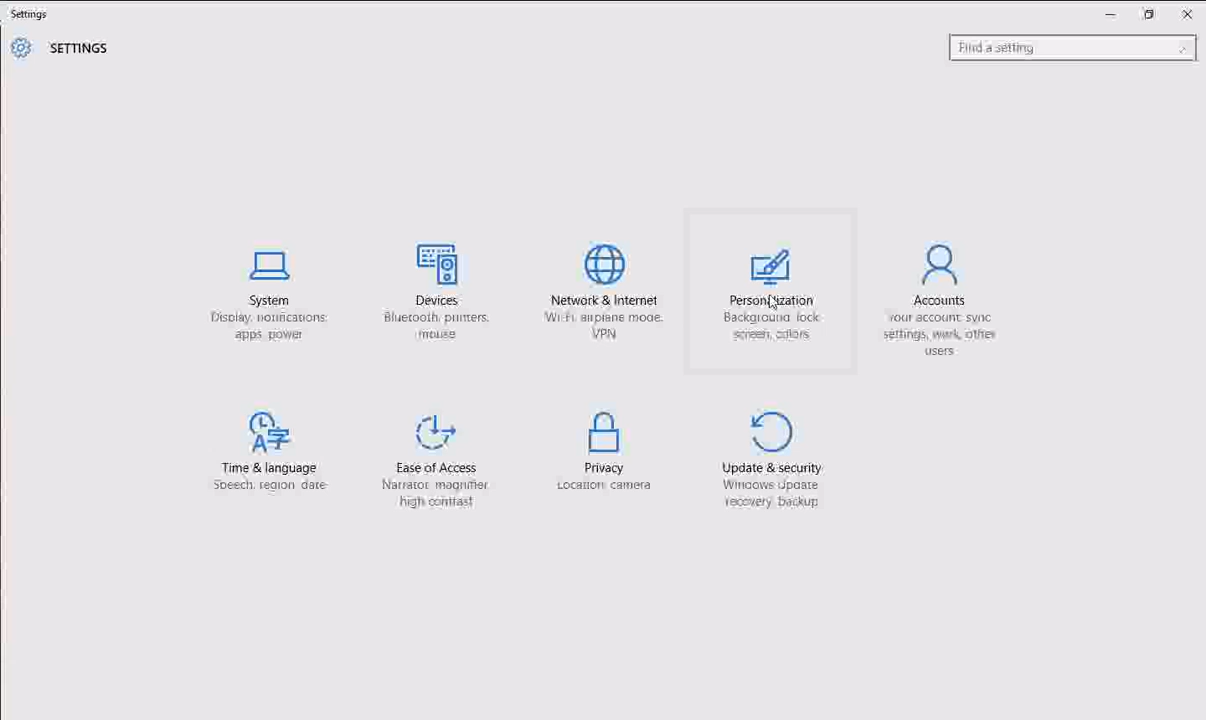 Settings
SETTINGS
Find a setting
System
Display, notifications,
apps, power
Devices
Bluetooth, printers,
mouse
Network & Internet
Wi-Fi, airplane mode,
VPN
Personalization
Background, lock
screen, colors
Accounts
Your account, sync
settings, work, other
users
Time & language
Speech, region, date
Ease of Access
Narrator, magnifier,
high contrast
Privacy
Location, camera
Update & security
Windows Update,
recovery, backup